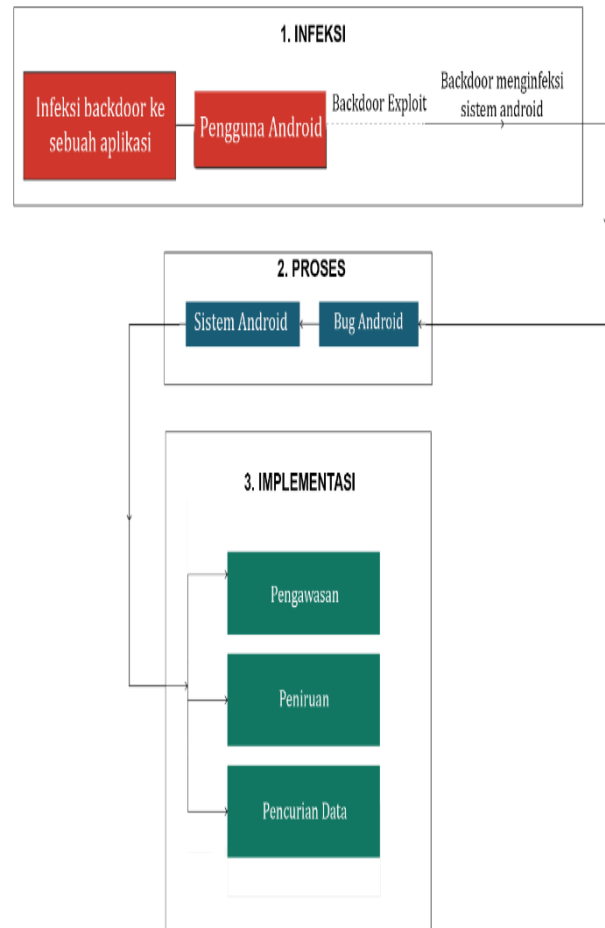 1. INFEKSI
Infeksi backdoor ke
sebuah aplikasi
Pengguna Android
Backdoor Exploit
Backdoor menginfeksi
sistem android
2. PROSES
Sistem Android
Bug Android
3. IMPLEMENTASI
Pengawasan
Peniruan
Pencurian Data